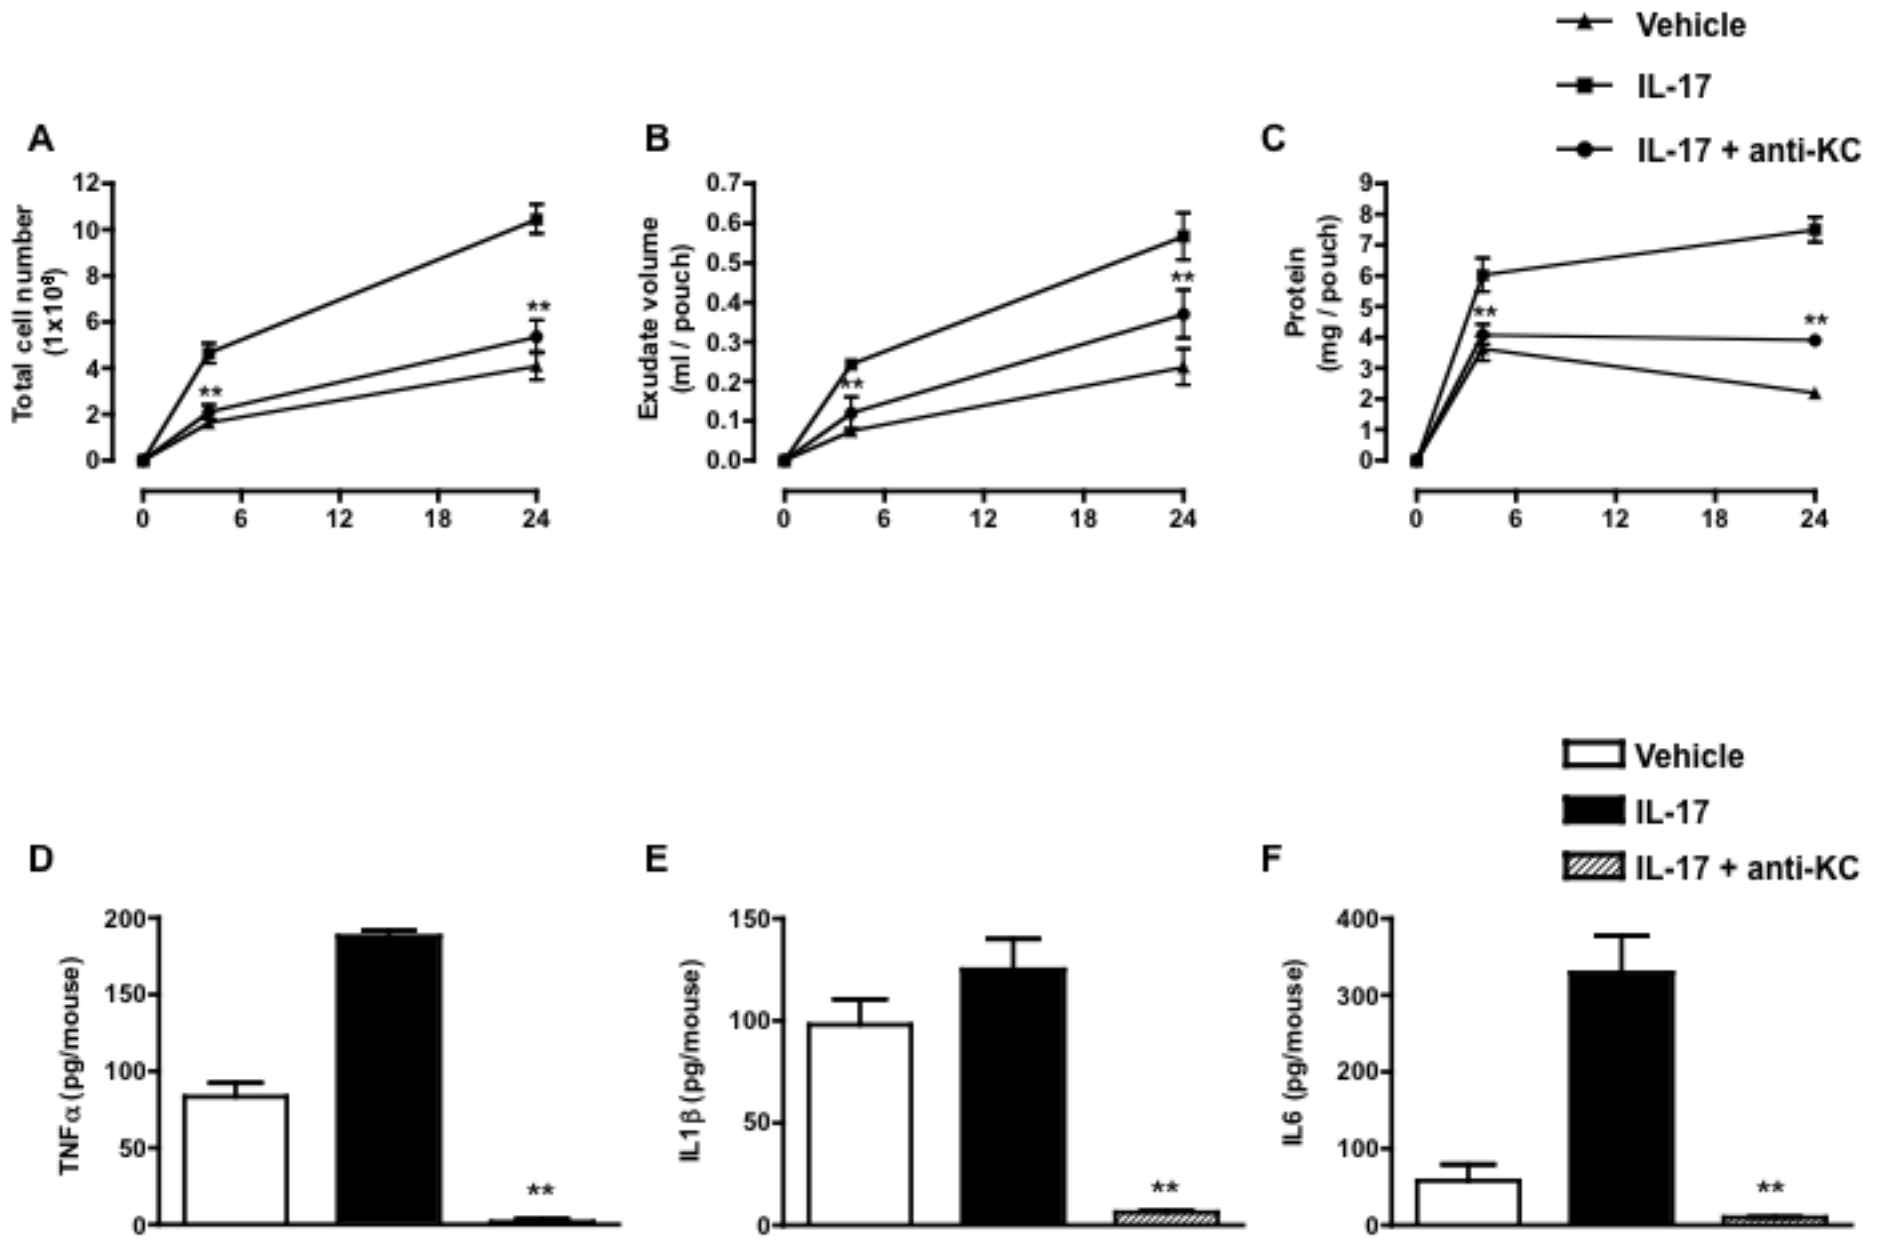 Vehicle
IL-17
IL-17 + anti-KC
A
B
C
Total cell number
(1x10⁶)
12
10
8
6
4
2
0
0 6 12 18 24
**
**
Exudate volume
(ml / pouch)
0.7
0.6
0.5
0.4
0.3
0.2
0.1
0.0
0 6 12 18 24
**
**
Protein
(mg / pouch)
9
8
7
6
5
4
3
2
1
0
0 6 12 18 24
**
**
Vehicle
IL-17
IL-17 + anti-KC
D
E
F
TNFα (pg/mouse)
200
150
100
50
0
**
IL1β (pg/mouse)
150
100
50
0
**
IL6 (pg/mouse)
400
300
200
100
0
**